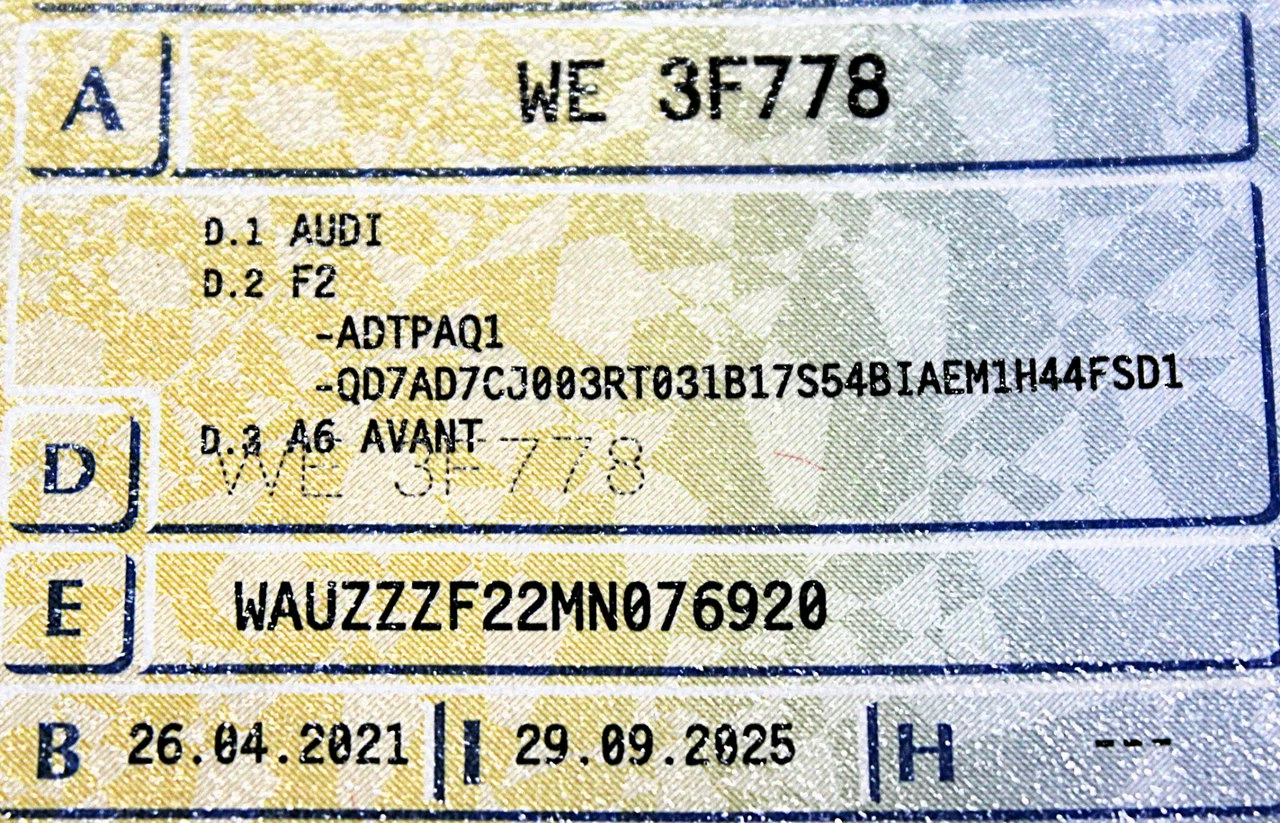 A WE 3F778
D.1 AUDI
D.2 F2
-ADTPAQ1
-QD7AD7CJ003RT031B17S54BIAEM1H44FSD1
D D.3 A6 AVANT
WE 3F778
E WAUZZZF22MN076920
B 26.04.2021 I 29.09.2025 H ---